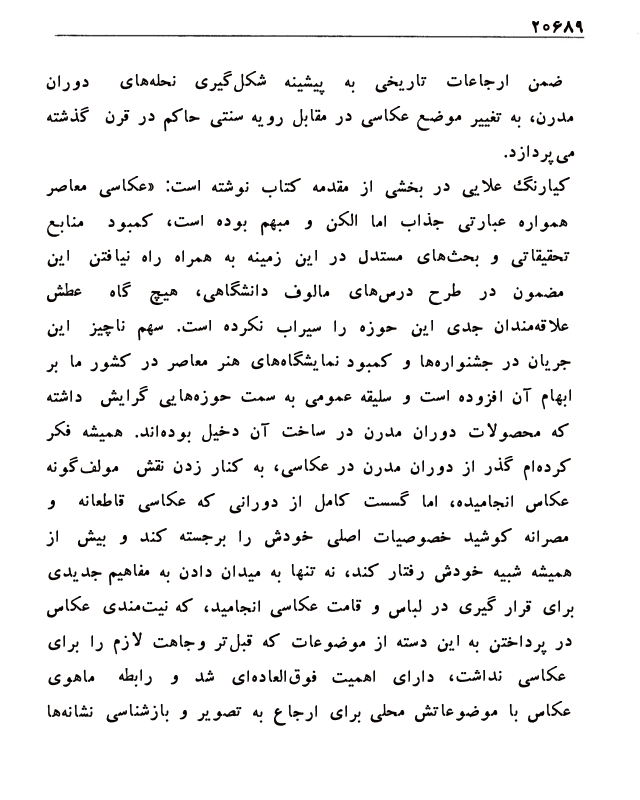 ۲۰۶۸۹
ضمن ارجاعات تاریخی به پیشینه شکل‌گیری نحله‌های دوران
مدرن، به تغییر موضع عکاسی در مقابل رویه سنتی حاکم در قرن گذشته
می‌پردازد.
کیارنگ علایی در بخشی از مقدمه کتاب نوشته است: «عکاسی معاصر
همواره عبارتی جذاب اما الکن و مبهم بوده است، کمبود منابع
تحقیقاتی و بحث‌های مستدل در این زمینه به همراه راه نیافتن این
مضمون در طرح درس‌های مالوف دانشگاهی، هیچ گاه عطش
علاقه‌مندان جدی این حوزه را سیراب نکرده است. سهم ناچیز این
جریان در جشنواره‌ها و کمبود نمایشگاه‌های هنر معاصر در کشور ما بر
ابهام آن افزوده است و سلیقه عمومی به سمت حوزه‌هایی گرایش داشته
که محصولات دوران مدرن در ساخت آن دخیل بوده‌اند. همیشه فکر
کرده‌ام گذر از دوران مدرن در عکاسی، به کنار زدن نقش مولف‌گونه
عکاس انجامیده، اما گسست کامل از دورانی که عکاسی قاطعانه و
مصرانه کوشید خصوصیات اصلی خودش را برجسته کند و بیش از
همیشه شبیه خودش رفتار کند، نه تنها به میدان دادن به مفاهیم جدیدی
برای قرار گیری در لباس و قامت عکاسی انجامید، که نیت‌مندی عکاس
در پرداختن به این دسته از موضوعات که قبل‌تر وجاهت لازم را برای
عکاسی نداشت، دارای اهمیت فوق‌العاده‌ای شد و رابطه ماهوی
عکاس با موضوعاتش محلی برای ارجاع به تصویر و بازشناسی نشانه‌ها